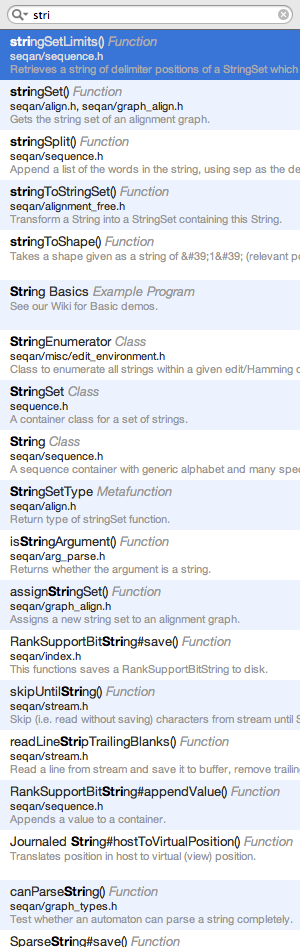 stri
stringSetLimits() Function
seqan/sequence.h
Retrieves a string of delimiter positions of a StringSet which
stringSet() Function
seqan/align.h, seqan/graph_align.h
Gets the string set of an alignment graph.
stringSplit() Function
seqan/sequence.h
Append a list of the words in the string, using sep as the de
stringToStringSet() Function
seqan/alignment_free.h
Transform a String into a StringSet containing this String.
stringToShape() Function
Takes a shape given as a string of &#39;1&#39; (relevant po
String Basics Example Program
See our Wiki for Basic demos.
StringEnumerator Class
seqan/misc/edit_environment.h
Class to enumerate all strings within a given edit/Hamming d
StringSet Class
sequence.h
A container class for a set of strings.
String Class
seqan/sequence.h
A sequence container with generic alphabet and many spec
StringSetType Metafunction
seqan/align.h
Return type of stringSet function.
isStringArgument() Function
seqan/arg_parse.h
Returns whether the argument is a string.
assignStringSet() Function
seqan/graph_align.h
Assigns a new string set to an alignment graph.
RankSupportBitString#save() Function
seqan/index.h
This functions saves a RankSupportBitString to disk.
skipUntilString() Function
seqan/stream.h
Skip (i.e. read without saving) characters from stream until S
readLineStripTrailingBlanks() Function
seqan/stream.h
Read a line from stream and save it to buffer, remove trailin
RankSupportBitString#appendValue() Function
seqan/sequence.h
Appends a value to a container.
Journaled String#hostToVirtualPosition() Function
Translates position in host to virtual (view) position.
canParseString() Function
seqan/graph_types.h
Test whether an automaton can parse a string completely.
SparseString#save() Function